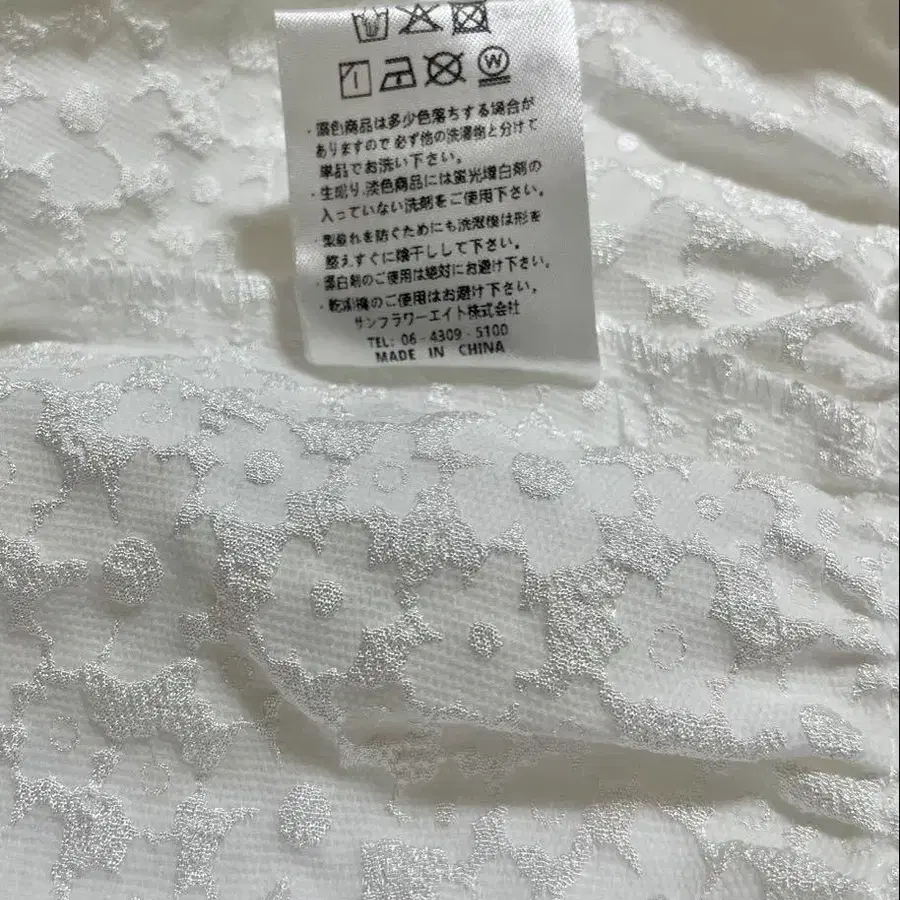 W
・濃色商品は多少色落ちする場合が
ありますので必ず他の洗濯物と分けて
単品でお洗い下さい。
・生成り,淡色商品には蛍光増白剤の
入っていない洗剤をご使用下さい。
・型崩れを防ぐためにも洗濯後は形を
整えすぐに陰干しして下さい。
・漂白剤のご使用は絶対にお避け下さい。
・乾燥機のご使用はお避け下さい。
サンフラワーエイト株式会社
TEL: 06-4309-5100
MADE IN CHINA